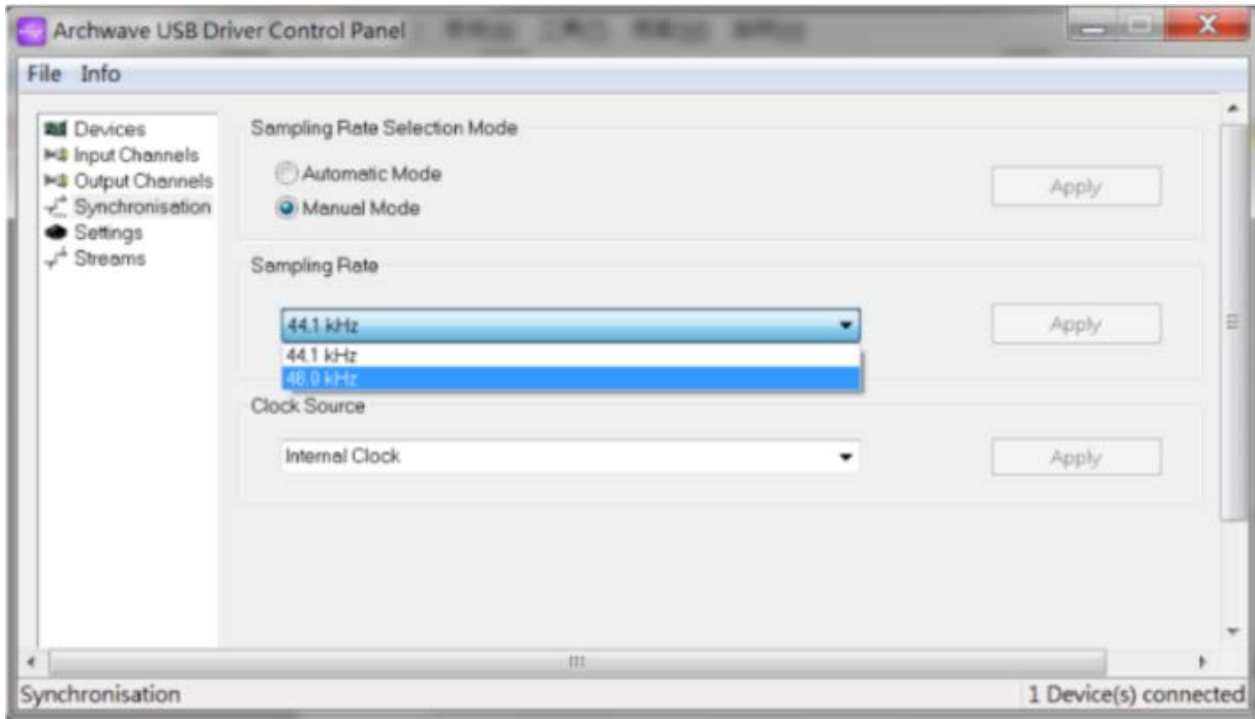 Archwave USB Driver Control Panel
File Info
Devices
Input Channels
Output Channels
Synchronisation
Settings
Streams
Sampling Rate Selection Mode
Automatic Mode
Manual Mode
Apply
Sampling Rate
44.1 kHz
Apply
44.1 kHz
48.0 kHz
Clock Source
Internal Clock
Apply
Synchronisation
1 Device(s) connected